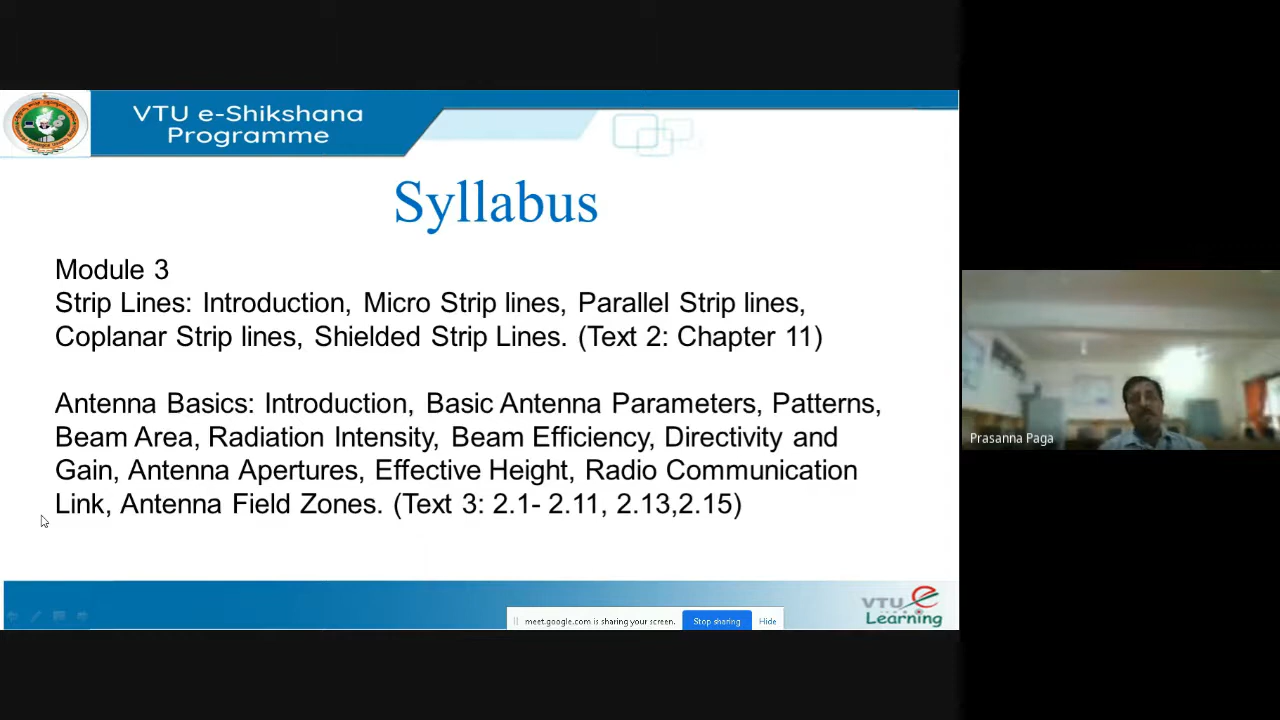 VTU e-Shikshana
Programme
Syllabus
Module 3
Strip Lines: Introduction, Micro Strip lines, Parallel Strip lines,
Coplanar Strip lines, Shielded Strip Lines. (Text 2: Chapter 11)
Antenna Basics: Introduction, Basic Antenna Parameters, Patterns,
Beam Area, Radiation Intensity, Beam Efficiency, Directivity and
Gain, Antenna Apertures, Effective Height, Radio Communication
Link, Antenna Field Zones. (Text 3: 2.1- 2.11, 2.13,2.15)
Prasanna Paga
VTU e
Learning
meet.google.com is sharing your screen. Stop sharing Hide